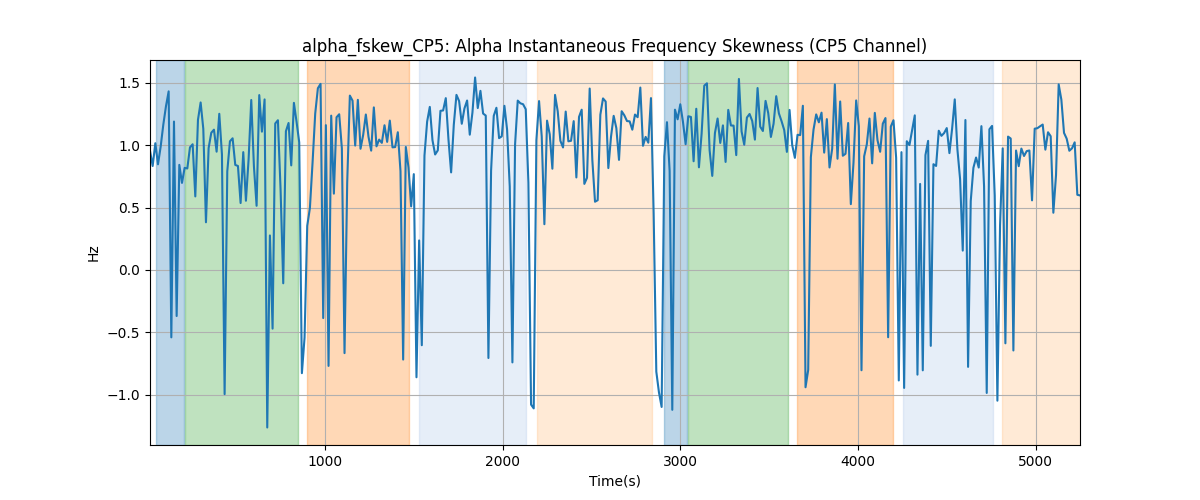 alpha_fskew_CP5: Alpha Instantaneous Frequency Skewness (CP5 Channel)
1.5
1.0
0.5
0.0
−0.5
−1.0
Hz
1000 2000 3000 4000 5000
Time(s)